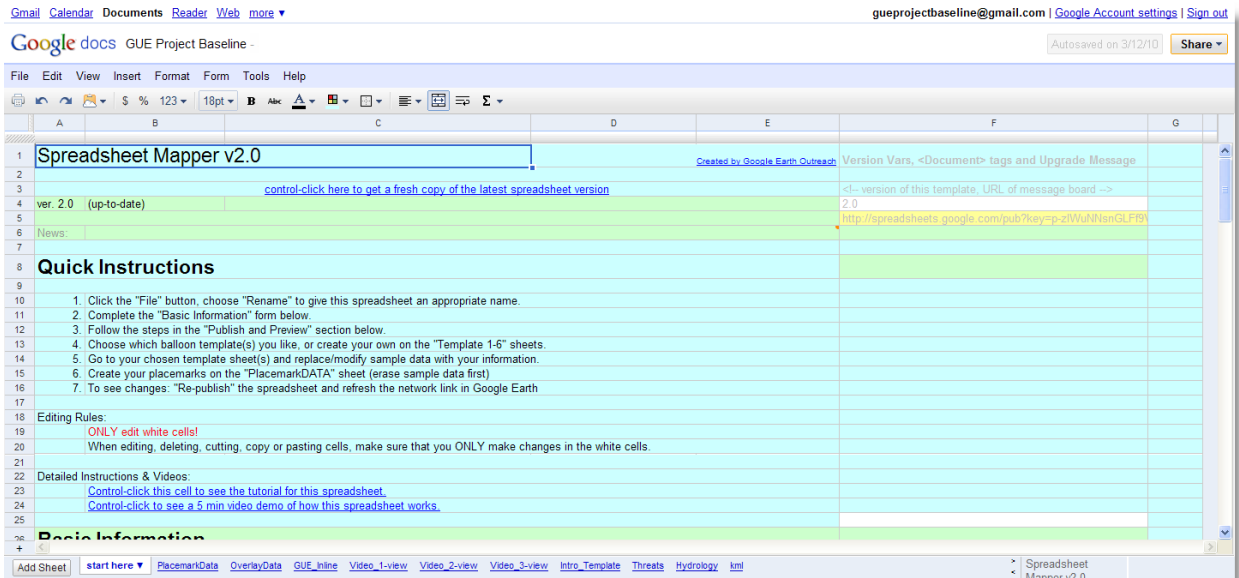 Gmail Calendar Documents Reader Web more ▼ gueprojectbaseline@gmail.com | Google Account settings | Sign out
Google docs GUE Project Baseline - Autosaved on 3/12/10 Share ▾
File Edit View Insert Format Form Tools Help
$ % 123 ▾ 18pt ▾ B Abc A ▾ Σ ▾
A B C D E F G
1 Spreadsheet Mapper v2.0 Created by Google Earth Outreach Version Vars, <Document> tags and Upgrade Message
2
3 control-click here to get a fresh copy of the latest spreadsheet version <!-- version of this template, URL of message board -->
4 ver. 2.0 (up-to-date) 2.0
5 http://spreadsheets.google.com/pub?key=p-zlWuNNsnGLFf9
6 News:
7
8 Quick Instructions
9
10 1. Click the "File" button, choose "Rename" to give this spreadsheet an appropriate name.
11 2. Complete the "Basic Information" form below.
12 3. Follow the steps in the "Publish and Preview" section below.
13 4. Choose which balloon template(s) you like, or create your own on the "Template 1-6" sheets.
14 5. Go to your chosen template sheet(s) and replace/modify sample data with your information.
15 6. Create your placemarks on the "PlacemarkDATA" sheet (erase sample data first)
16 7. To see changes: "Re-publish" the spreadsheet and refresh the network link in Google Earth
17
18 Editing Rules:
19 ONLY edit white cells!
20 When editing, deleting, cutting, copy or pasting cells, make sure that you ONLY make changes in the white cells.
21
22 Detailed Instructions & Videos:
23 Control-click this cell to see the tutorial for this spreadsheet.
24 Control-click to see a 5 min video demo of how this spreadsheet works.
25
26 Basic Information
+
Add Sheet start here ▼ PlacemarkData OverlayData GUE_Inline Video_1-view Video_2-view Video_3-view Intro_Template Threats Hydrology kml > Spreadsheet
< Mapper v2.0